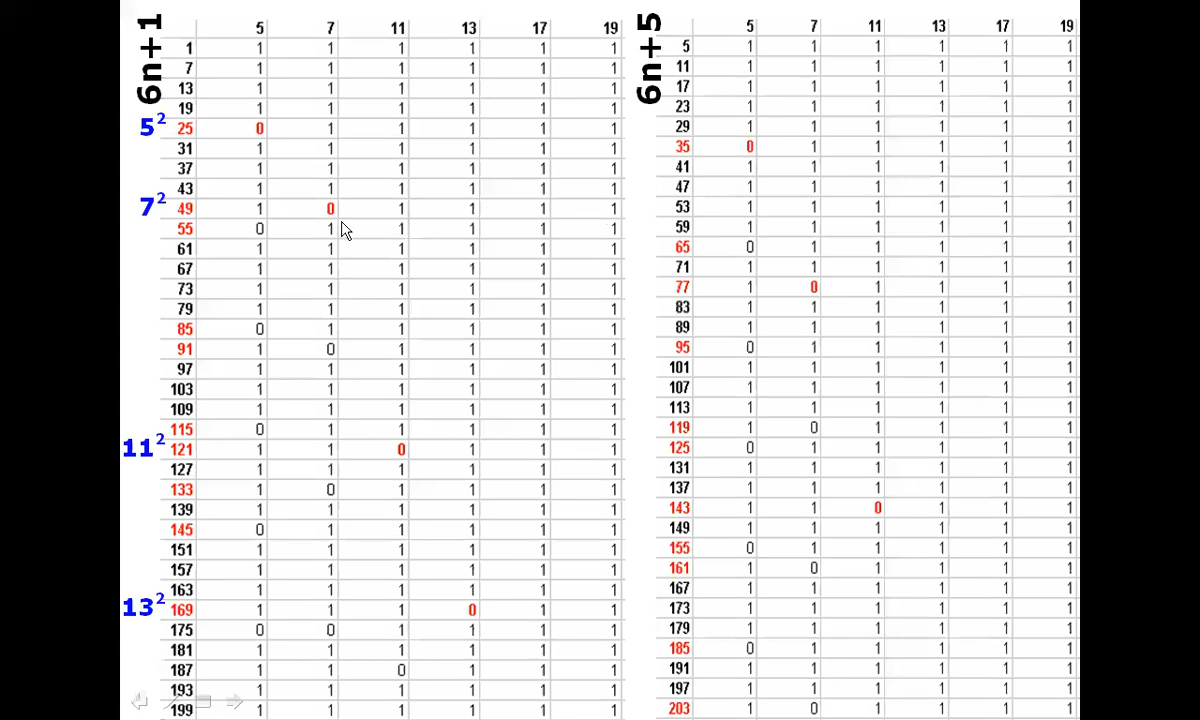 6n+1
5 7 11 13 17 19
1 1 1 1 1 1 1
7 1 1 1 1 1 1
13 1 1 1 1 1 1
19 1 1 1 1 1 1
5² 25 0 1 1 1 1 1
31 1 1 1 1 1 1
37 1 1 1 1 1 1
43 1 1 1 1 1 1
7² 49 1 0 1 1 1 1
55 0 1 1 1 1 1
61 1 1 1 1 1 1
67 1 1 1 1 1 1
73 1 1 1 1 1 1
79 1 1 1 1 1 1
85 0 1 1 1 1 1
91 1 0 1 1 1 1
97 1 1 1 1 1 1
103 1 1 1 1 1 1
109 1 1 1 1 1 1
115 0 1 1 1 1 1
11² 121 1 1 0 1 1 1
127 1 1 1 1 1 1
133 1 0 1 1 1 1
139 1 1 1 1 1 1
145 0 1 1 1 1 1
151 1 1 1 1 1 1
157 1 1 1 1 1 1
163 1 1 1 1 1 1
13² 169 1 1 1 0 1 1
175 0 0 1 1 1 1
181 1 1 1 1 1 1
187 1 1 0 1 1 1
193 1 1 1 1 1 1
199 1 1 1 1 1 1
6n+5
5 7 11 13 17 19
5 1 1 1 1 1 1
11 1 1 1 1 1 1
17 1 1 1 1 1 1
23 1 1 1 1 1 1
29 1 1 1 1 1 1
35 0 1 1 1 1 1
41 1 1 1 1 1 1
47 1 1 1 1 1 1
53 1 1 1 1 1 1
59 1 1 1 1 1 1
65 0 1 1 1 1 1
71 1 1 1 1 1 1
77 1 0 1 1 1 1
83 1 1 1 1 1 1
89 1 1 1 1 1 1
95 0 1 1 1 1 1
101 1 1 1 1 1 1
107 1 1 1 1 1 1
113 1 1 1 1 1 1
119 1 0 1 1 1 1
125 0 1 1 1 1 1
131 1 1 1 1 1 1
137 1 1 1 1 1 1
143 1 1 0 1 1 1
149 1 1 1 1 1 1
155 0 1 1 1 1 1
161 1 0 1 1 1 1
167 1 1 1 1 1 1
173 1 1 1 1 1 1
179 1 1 1 1 1 1
185 0 1 1 1 1 1
191 1 1 1 1 1 1
197 1 1 1 1 1 1
203 1 0 1 1 1 1